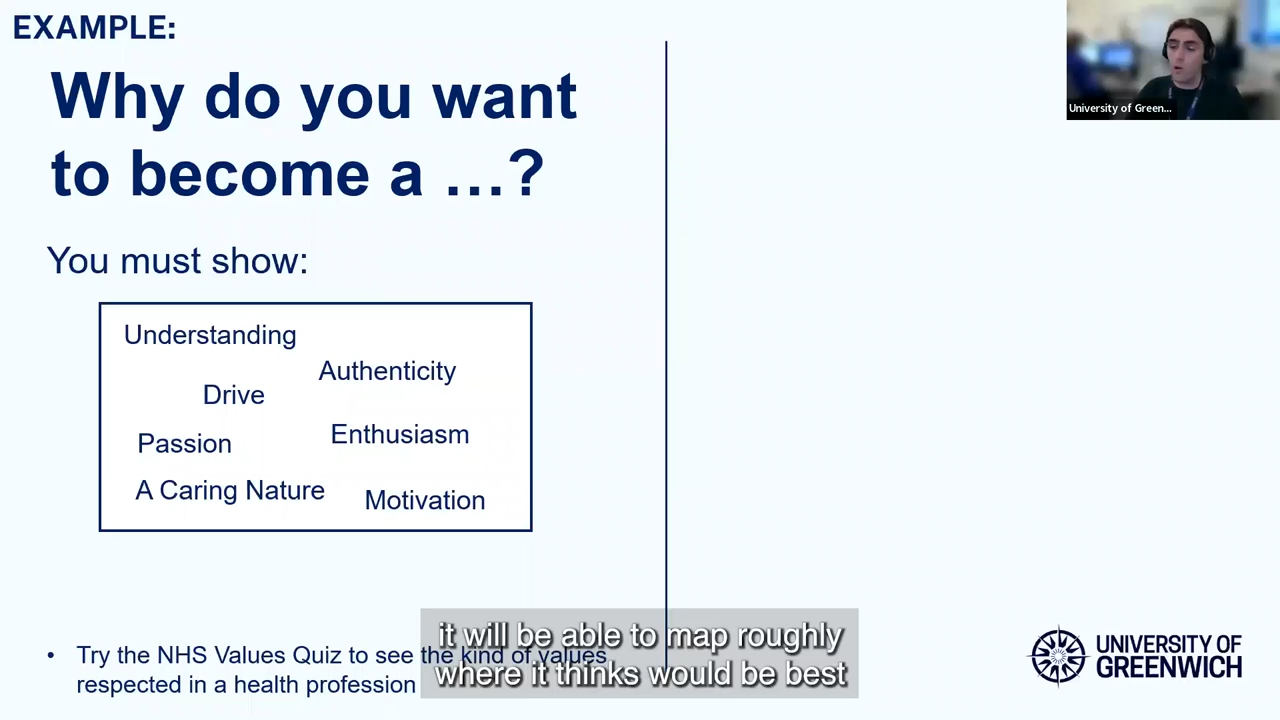 EXAMPLE:
Why do you want
to become a …?
You must show:
Understanding
Authenticity
Drive
Enthusiasm
Passion
A Caring Nature
Motivation
• Try the NHS Values Quiz to see the kind of values
respected in a health profession
it will be able to map roughly
where it thinks would be best
University of Green...
UNIVERSITY OF
GREENWICH